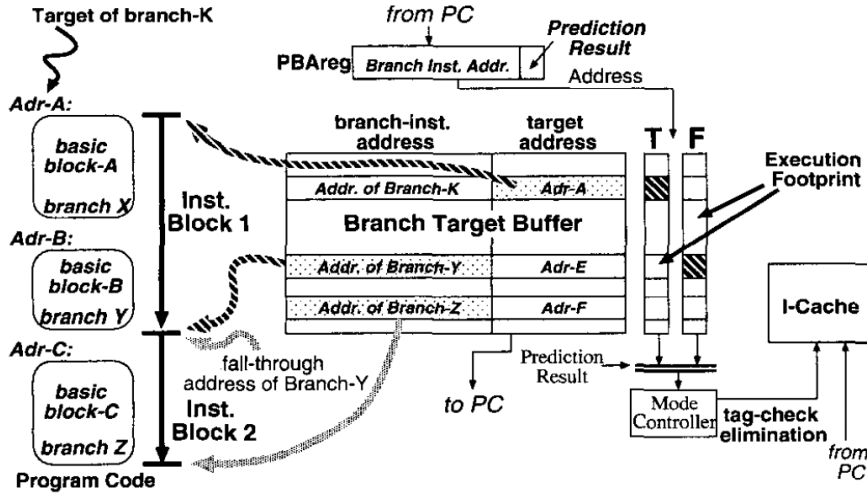 Target of branch-K
from PC
Prediction
Result
PBAreg
Branch Inst. Addr.
Address
Adr-A:
basic
block-A
branch X
Inst.
Block 1
Adr-B:
basic
block-B
branch Y
Adr-C:
basic
block-C
branch Z
Program Code
fall-through
address of Branch-Y
Inst.
Block 2
branch-inst.
address
target
address
Addr. of Branch-K
Adr-A
Branch Target Buffer
Addr. of Branch-Y
Adr-E
Addr. of Branch-Z
Adr-F
to PC
T
F
Execution
Footprint
Prediction
Result
Mode
Controller
tag-check
elimination
I-Cache
from
PC